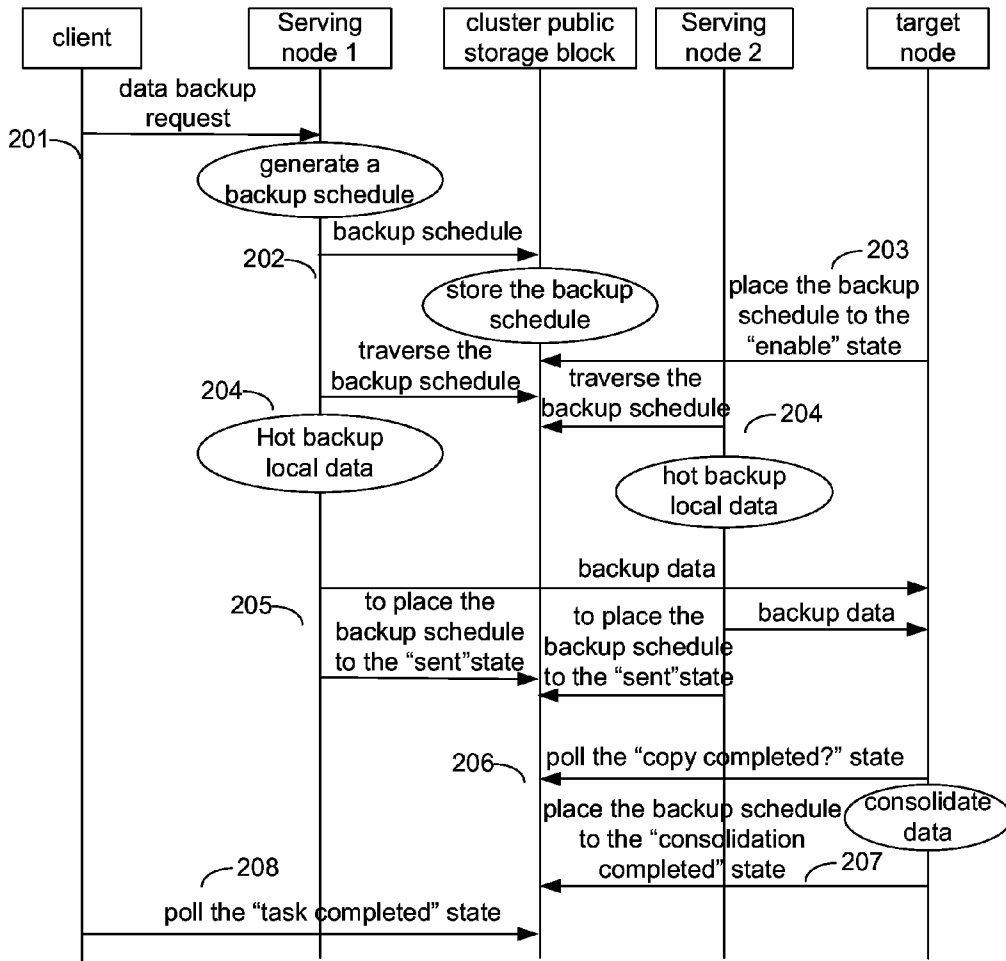 client
Serving
node 1
cluster public
storage block
Serving
node 2
target
node
data backup
request
201
generate a
backup schedule
backup schedule
202
203
store the backup
schedule
place the backup
schedule to the
“enable” state
traverse the
backup schedule
traverse the
backup schedule
204
204
Hot backup
local data
hot backup
local data
backup data
205
to place the
backup schedule
to the “sent”state
to place the
backup schedule
to the “sent”state
backup data
206
poll the “copy completed?” state
consolidate
data
place the backup schedule
to the “consolidation
completed” state
207
208
poll the “task completed” state